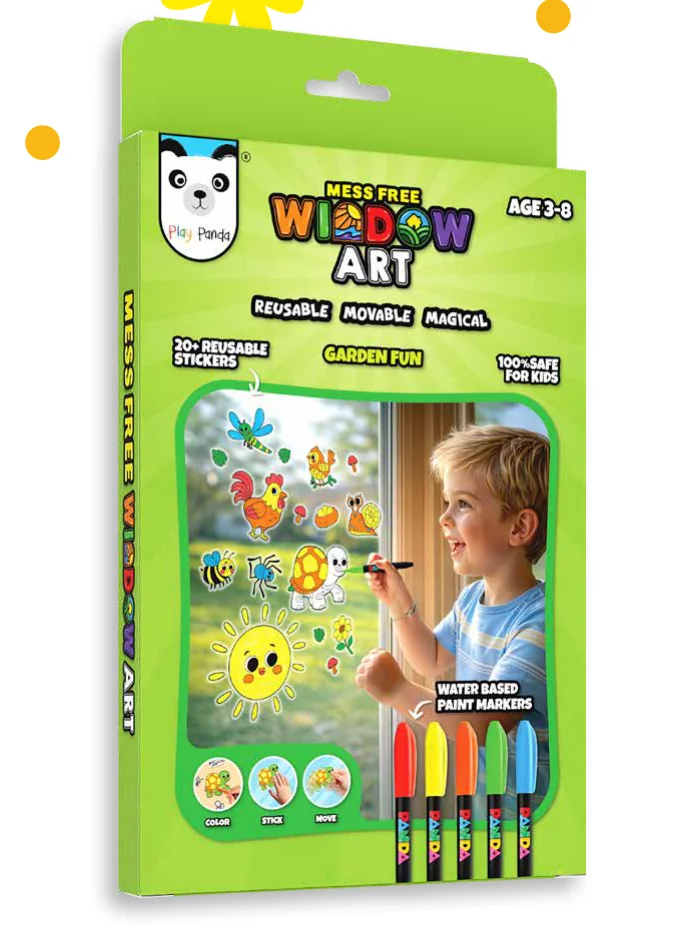 ®
Play Panda
MESS FREE
WINDOW
ART
AGE 3-8
REUSABLE MOVABLE MAGICAL
20+ REUSABLE
STICKERS
GARDEN FUN
100% SAFE
FOR KIDS
MESS FREE WINDOW ART
WATER BASED
PAINT MARKERS
COLOR
STICK
MOVE
PANDA
PANDA
PANDA
PANDA
PANDA